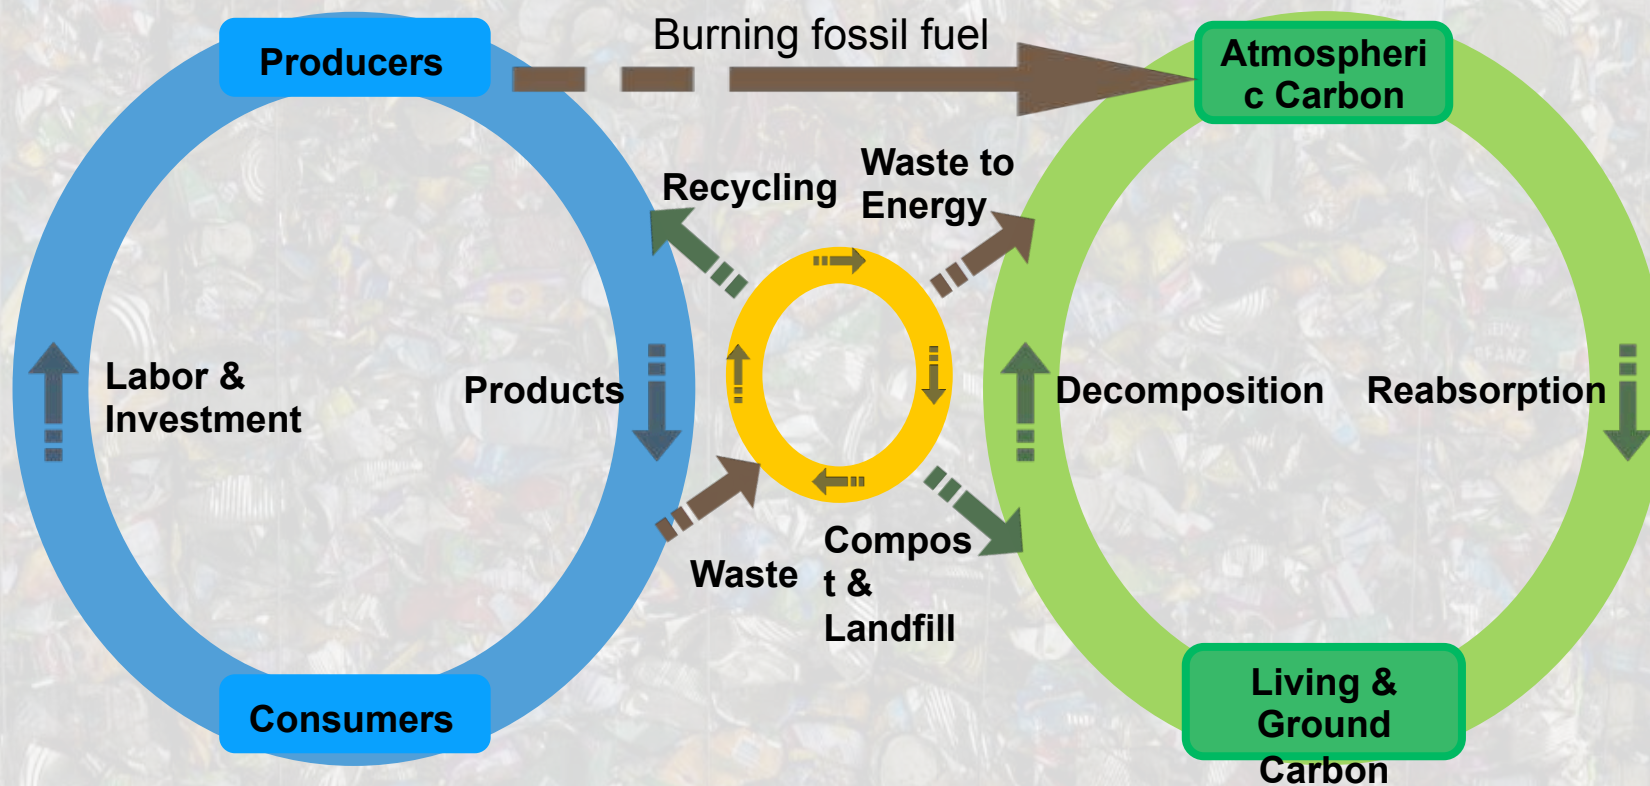 Burning fossil fuel
Producers
Atmospheri
c Carbon
Recycling
Waste to
Energy
Labor &
Investment
Products
Decomposition
Reabsorption
Waste
Compos
t &
Landfill
Consumers
Living &
Ground
Carbon